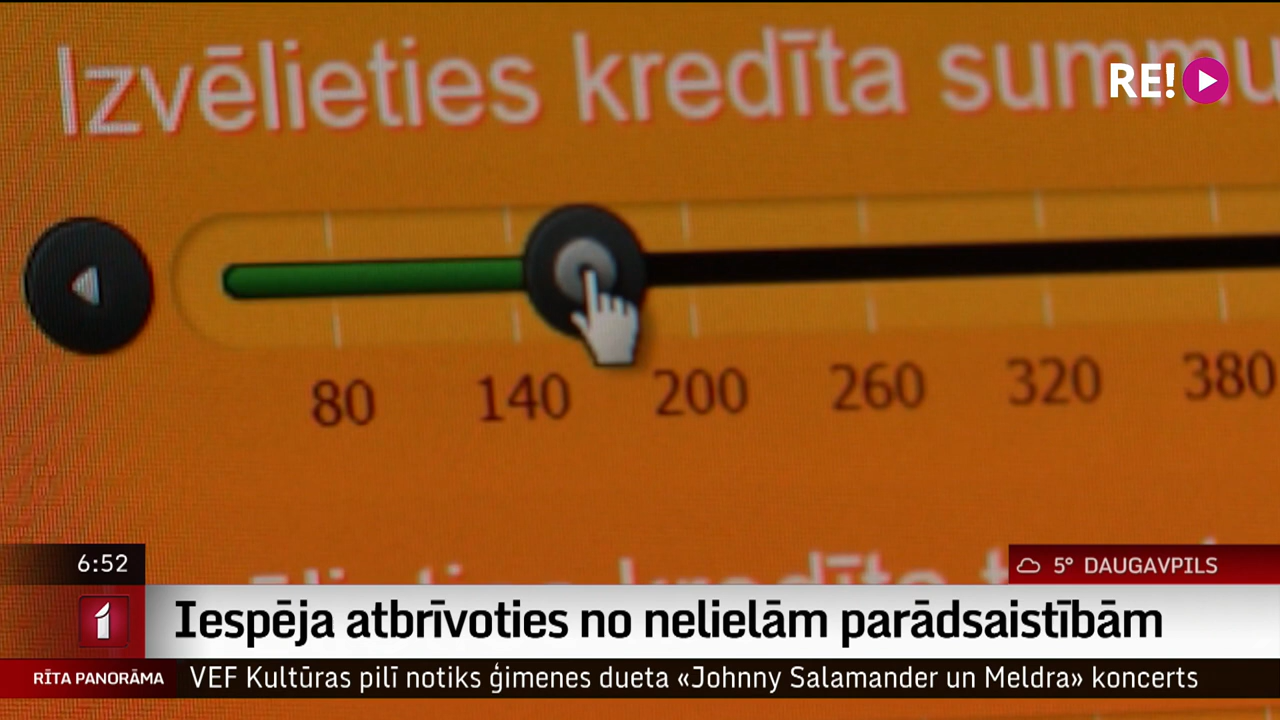 Izvēlieties kredīta summu
RE!
80 140 200 260 320 380
6:52
5° DAUGAVPILS
1
Iespēja atbrīvoties no nelielām parādsaistībām
RĪTA PANORĀMA
VEF Kultūras pilī notiks ģimenes dueta «Johnny Salamander un Meldra» koncerts